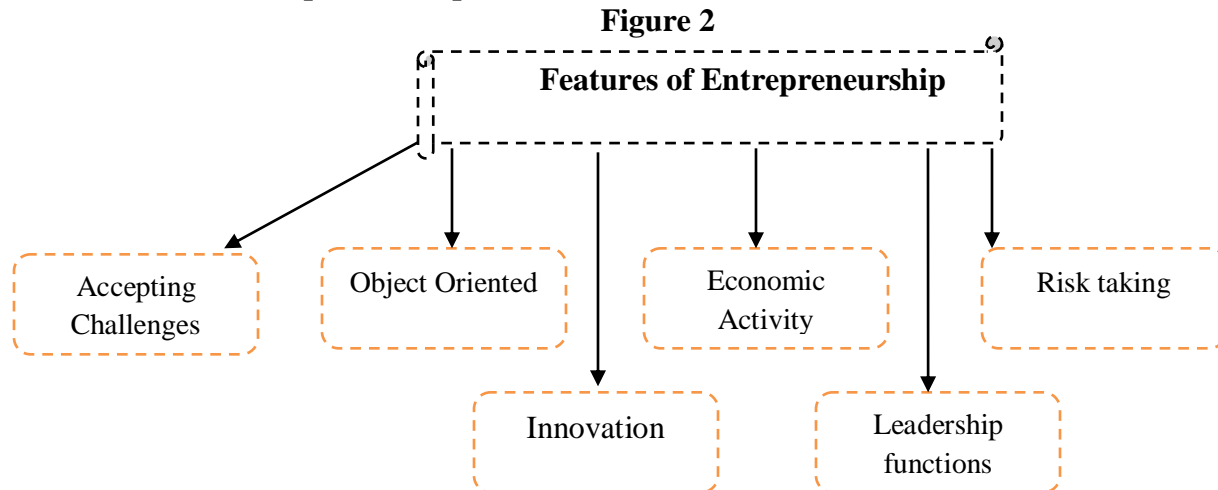 Figure 2
Features of Entrepreneurship
Accepting
Challenges
Object Oriented
Economic
Activity
Risk taking
Innovation
Leadership
functions